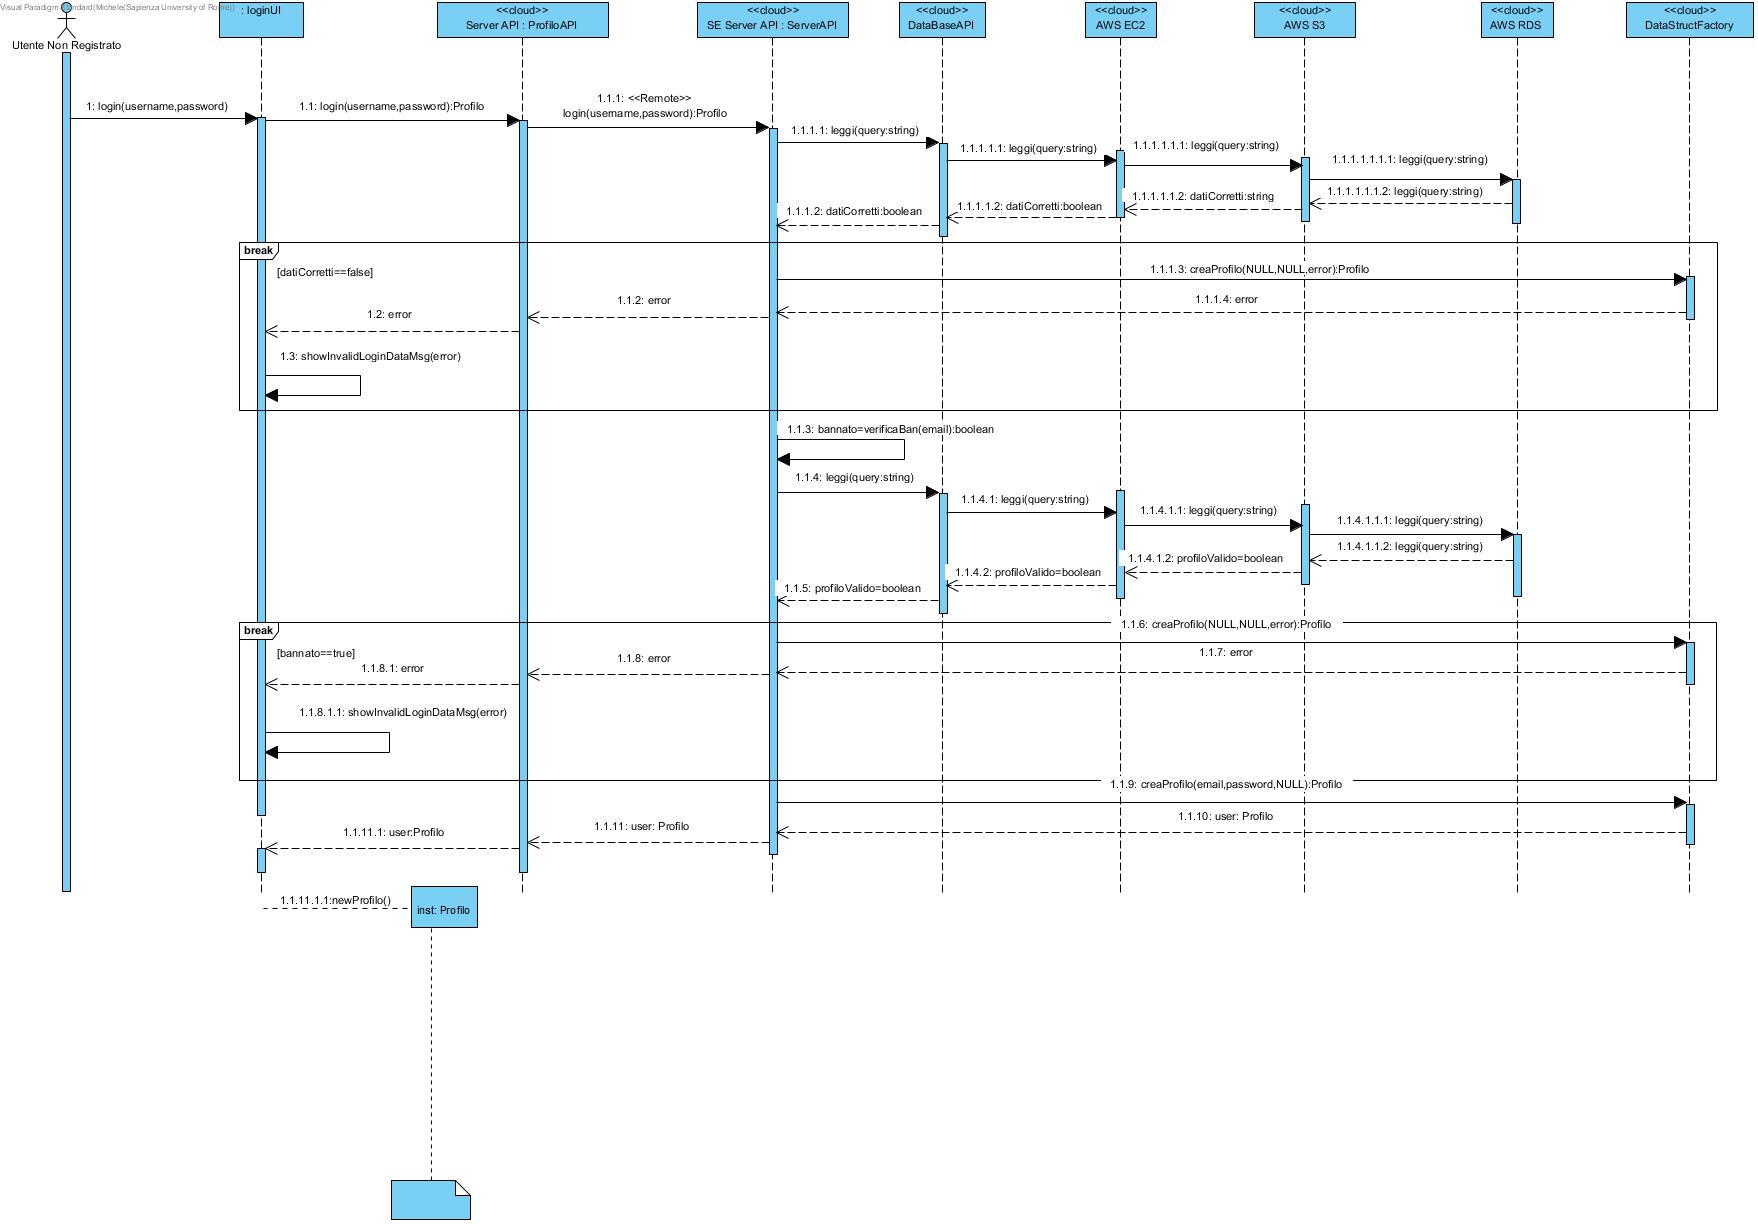 Visual Paradigm Standard(Michele(Sapienza University of Rome))
Utente Non Registrato
: loginUI
<<cloud>>
Server API : ProfiloAPI
<<cloud>>
SE Server API : ServerAPI
<<cloud>>
DataBaseAPI
<<cloud>>
AWS EC2
<<cloud>>
AWS S3
<<cloud>>
AWS RDS
<<cloud>>
DataStructFactory
1: login(username,password)
1.1: login(username,password):Profilo
1.1.1: <<Remote>>
login(username,password):Profilo
1.1.1.1: leggi(query:string)
1.1.1.1.1: leggi(query:string)
1.1.1.1.1.1: leggi(query:string)
1.1.1.1.1.1.1: leggi(query:string)
1.1.1.1.1.1.2: leggi(query:string)
1.1.1.1.1.2: datiCorretti:string
1.1.1.1.2: datiCorretti:boolean
1.1.1.2: datiCorretti:boolean
break
[datiCorretti==false]
1.1.1.3: creaProfilo(NULL,NULL,error):Profilo
1.1.1.4: error
1.1.2: error
1.2: error
1.3: showInvalidLoginDataMsg(error)
1.1.3: bannato=verificaBan(email):boolean
1.1.4: leggi(query:string)
1.1.4.1: leggi(query:string)
1.1.4.1.1: leggi(query:string)
1.1.4.1.1.1: leggi(query:string)
1.1.4.1.1.2: leggi(query:string)
1.1.4.1.2: profiloValido=boolean
1.1.4.2: profiloValido=boolean
1.1.5: profiloValido=boolean
break
[bannato==true]
1.1.6: creaProfilo(NULL,NULL,error):Profilo
1.1.7: error
1.1.8: error
1.1.8.1: error
1.1.8.1.1: showInvalidLoginDataMsg(error)
1.1.9: creaProfilo(email,password,NULL):Profilo
1.1.10: user: Profilo
1.1.11: user: Profilo
1.1.11.1: user:Profilo
1.1.11.1.1:newProfilo()
inst: Profilo